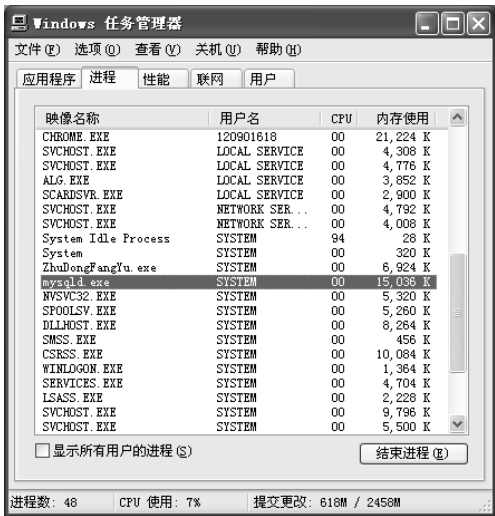 Windows 任务管理器
文件(F) 选项(O) 查看(V) 关机(U) 帮助(H)
应用程序 进程 性能 联网 用户
映像名称 用户名 CPU 内存使用
CHROME.EXE 120901618 00 21,224 K
SVCHOST.EXE LOCAL SERVICE 00 4,308 K
SVCHOST.EXE LOCAL SERVICE 00 4,776 K
ALG.EXE LOCAL SERVICE 00 3,852 K
SCARDSVR.EXE LOCAL SERVICE 00 2,900 K
SVCHOST.EXE NETWORK SER... 00 4,792 K
SVCHOST.EXE NETWORK SER... 00 4,008 K
System Idle Process SYSTEM 94 28 K
System SYSTEM 00 320 K
ZhuDongFangYu.exe SYSTEM 00 6,924 K
mysqld.exe SYSTEM 00 15,036 K
NVSVC32.EXE SYSTEM 00 5,320 K
SPOOLSV.EXE SYSTEM 00 5,260 K
DLLHOST.EXE SYSTEM 00 8,264 K
SMSS.EXE SYSTEM 00 456 K
CSRSS.EXE SYSTEM 00 10,084 K
WINLOGON.EXE SYSTEM 00 1,364 K
SERVICES.EXE SYSTEM 00 4,704 K
LSASS.EXE SYSTEM 00 2,228 K
SVCHOST.EXE SYSTEM 00 9,796 K
SVCHOST.EXE SYSTEM 00 5,500 K
显示所有用户的进程(S) 结束进程(E)
进程数: 48 CPU 使用: 7% 提交更改: 618M / 2458M